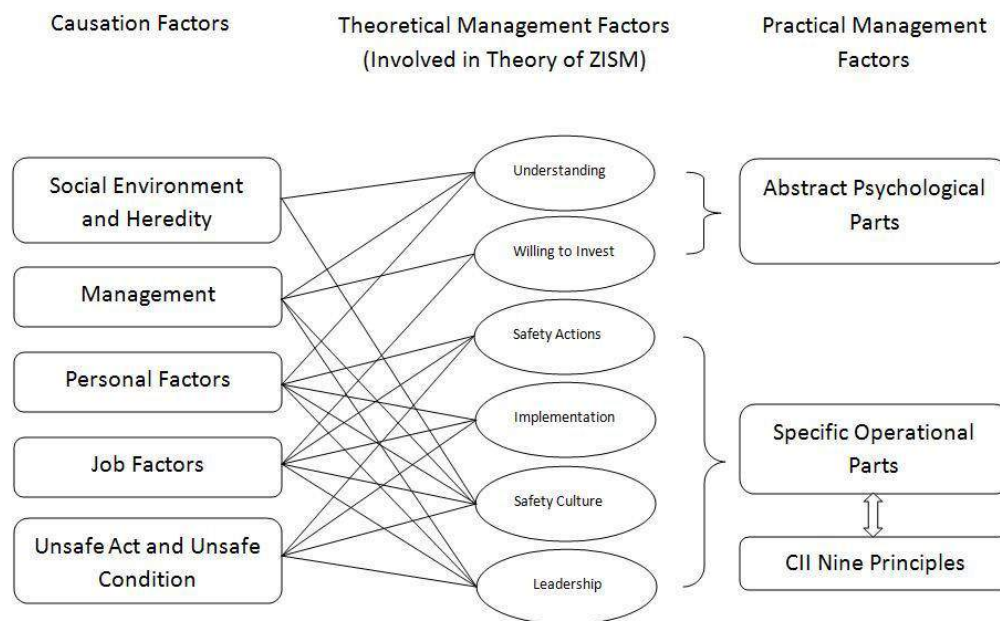 Causation Factors
Theoretical Management Factors
(Involved in Theory of ZISM)
Practical Management
Factors
Social Environment
and Heredity
Management
Personal Factors
Job Factors
Unsafe Act and Unsafe
Condition
Understanding
Willing to Invest
Safety Actions
Implementation
Safety Culture
Leadership
Abstract Psychological
Parts
Specific Operational
Parts
CII Nine Principles